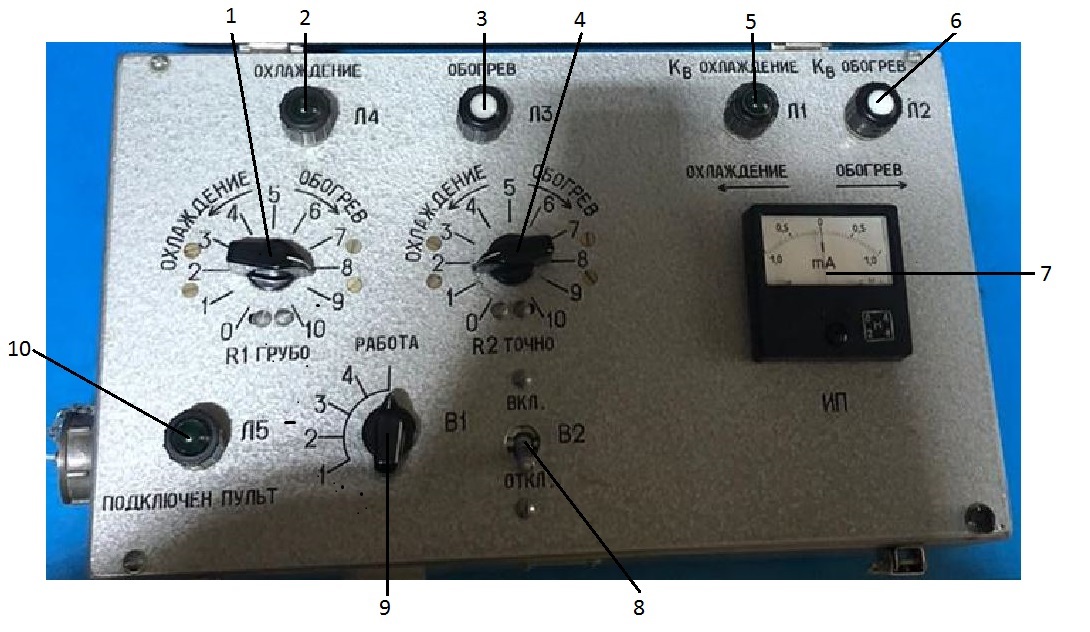 1 2 3 4 5 6
ОХЛАЖДЕНИЕ ОБОГРЕВ Кв ОХЛАЖДЕНИЕ Кв ОБОГРЕВ
Л4 Л3 Л1 Л2
ОХЛАЖДЕНИЕ ОБОГРЕВ
ОХЛАЖДЕНИЕ ОБОГРЕВ
0 1 2 3 4 5 6 7 8 9 10
R1 ГРУБО
ОХЛАЖДЕНИЕ ОБОГРЕВ
0 1 2 3 4 5 6 7 8 9 10
R2 ТОЧНО
1,0 0,5 0 0,5 1,0
mA
7
ИП
10
Л5
ПОДКЛЮЧЕН ПУЛЬТ
РАБОТА
4
3
2
1
В1
ВКЛ.
В2
ОТКЛ.
9 8